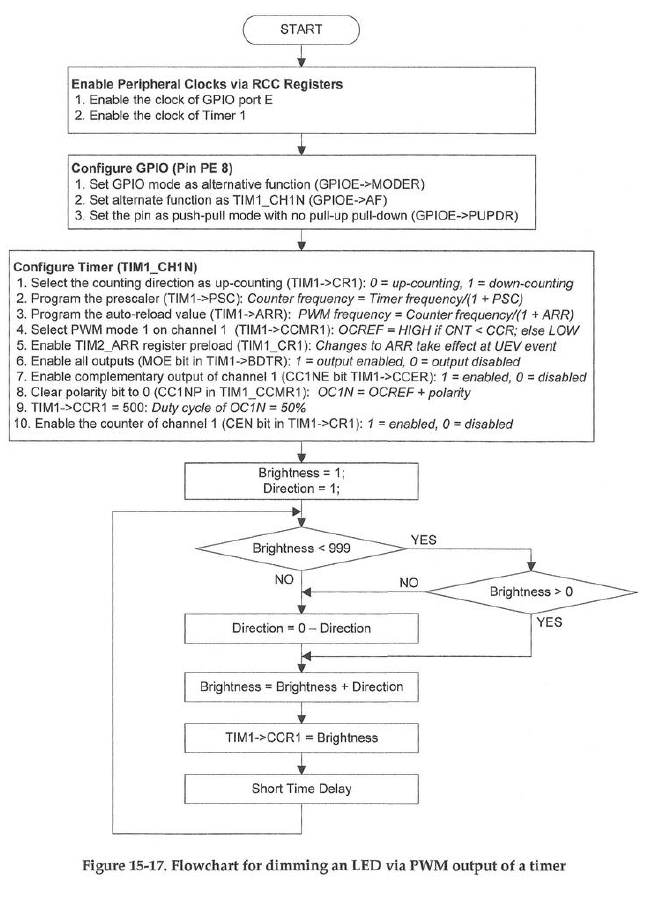 START
Enable Peripheral Clocks via RCC Registers
1. Enable the clock of GPIO port E
2. Enable the clock of Timer 1
Configure GPIO (Pin PE 8)
1. Set GPIO mode as alternative function (GPIOE->MODER)
2. Set alternate function as TIM1_CH1N (GPIOE->AF)
3. Set the pin as push-pull mode with no pull-up pull-down (GPIOE->PUPDR)
Configure Timer (TIM1_CH1N)
1. Select the counting direction as up-counting (TIM1->CR1): 0 = up-counting, 1 = down-counting
2. Program the prescaler (TIM1->PSC): Counter frequency = Timer frequency/(1 + PSC)
3. Program the auto-reload value (TIM1->ARR): PWM frequency = Counter frequency/(1 + ARR)
4. Select PWM mode 1 on channel 1 (TIM1->CCMR1): OCREF = HIGH if CNT < CCR; else LOW
5. Enable TIM2_ARR register preload (TIM1_CR1): Changes to ARR take effect at UEV event
6. Enable all outputs (MOE bit in TIM1->BDTR): 1 = output enabled, 0 = output disabled
7. Enable complementary output of channel 1 (CC1NE bit TIM1->CCER): 1 = enabled, 0 = disabled
8. Clear polarity bit to 0 (CC1NP in TIM1_CCMR1): OC1N = OCREF + polarity
9. TIM1->CCR1 = 500: Duty cycle of OC1N = 50%
10. Enable the counter of channel 1 (CEN bit in TIM1->CR1): 1 = enabled, 0 = disabled
Brightness = 1;
Direction = 1;
Brightness < 999
YES
NO
NO
Brightness > 0
YES
Direction = 0 – Direction
Brightness = Brightness + Direction
TIM1->CCR1 = Brightness
Short Time Delay
Figure 15-17. Flowchart for dimming an LED via PWM output of a timer